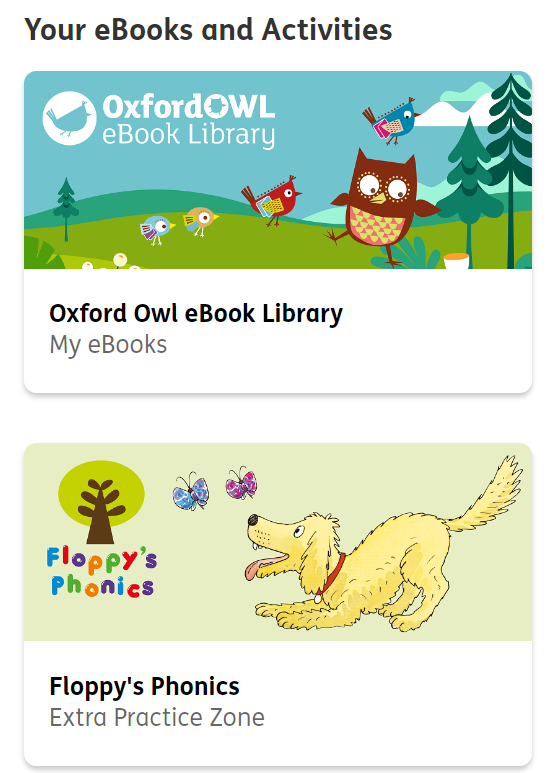 Your eBooks and Activities
OxfordOWL
eBook Library
Oxford Owl eBook Library
My eBooks
Floppy's
Phonics
Floppy's Phonics
Extra Practice Zone